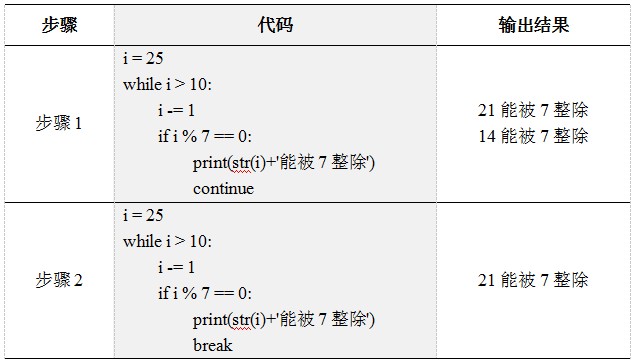 步骤 代码 输出结果
步骤 1
i = 25
while i > 10:
i -= 1
if i % 7 == 0:
print(str(i)+'能被 7 整除')
continue
21 能被 7 整除
14 能被 7 整除
步骤 2
i = 25
while i > 10:
i -= 1
if i % 7 == 0:
print(str(i)+'能被 7 整除')
break
21 能被 7 整除